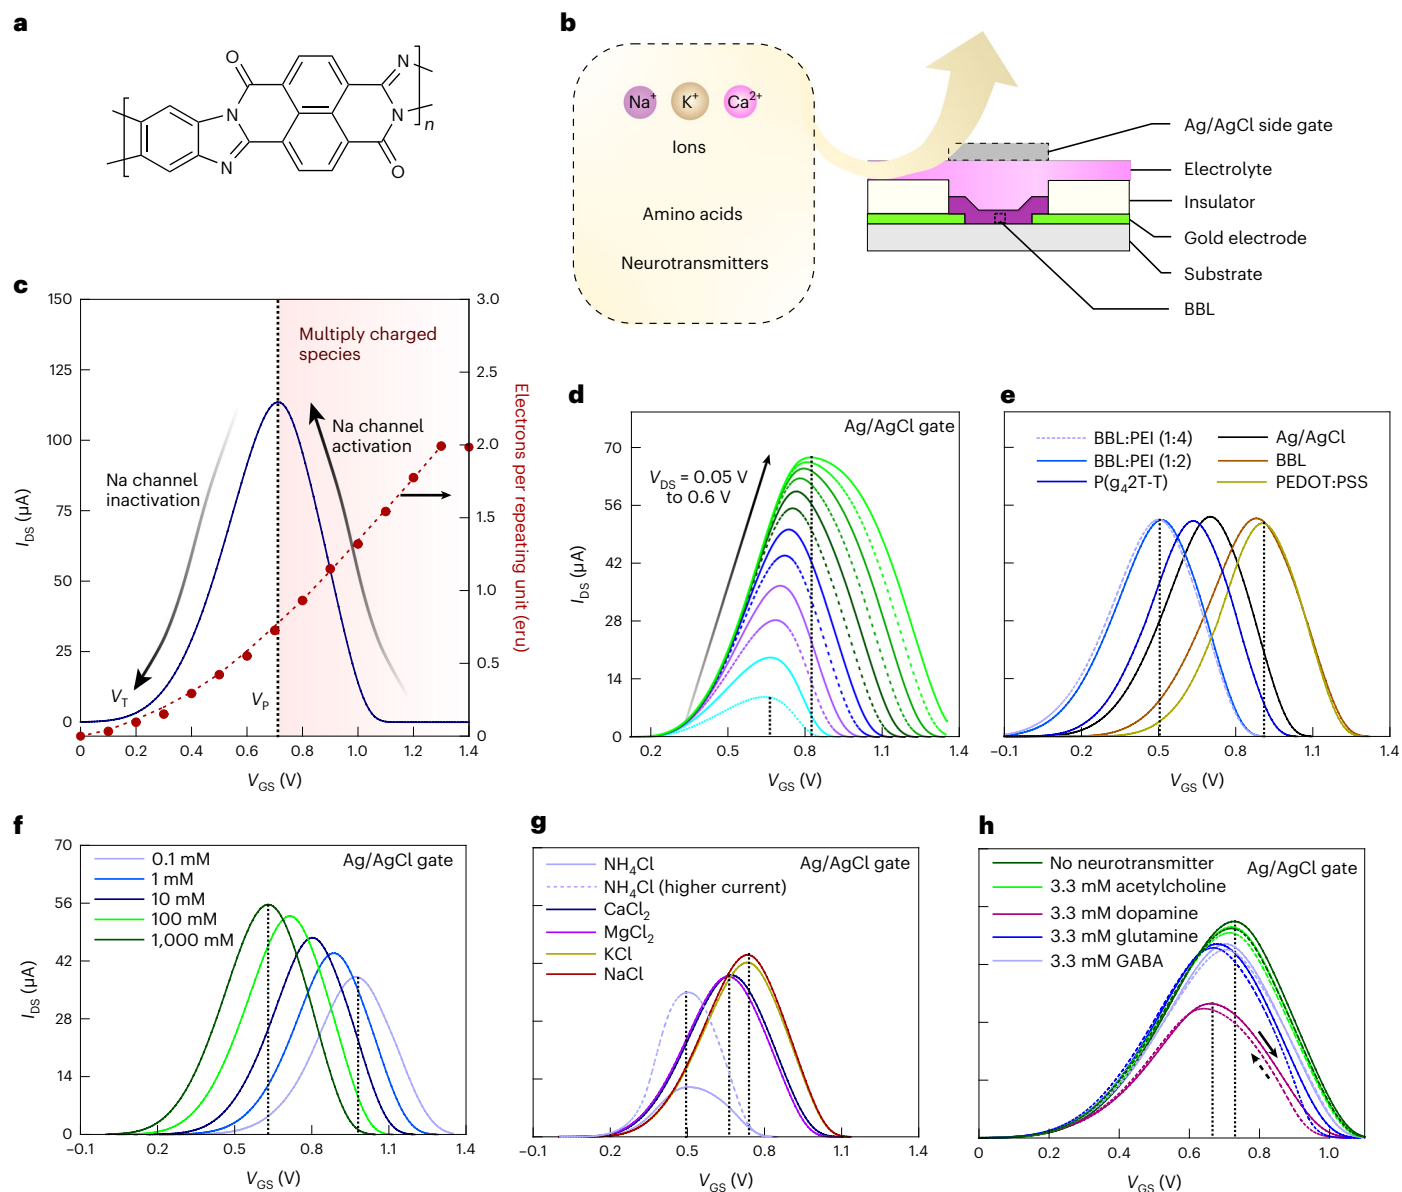 a
O
N
N
N
N
O
n
b
Na+
K+
Ca2+
Ions
Amino acids
Neurotransmitters
Ag/AgCl side gate
Electrolyte
Insulator
Gold electrode
Substrate
BBL
c
150
125
100
75
50
25
0
IDS (µA)
3.0
2.5
2.0
1.5
1.0
0.5
0
Electrons per repeating unit (eru)
Multiply charged
species
Na channel
activation
Na channel
inactivation
VT
VP
0 0.2 0.4 0.6 0.8 1.0 1.2 1.4
VGS (V)
d
Ag/AgCl gate
VDS = 0.05 V
to 0.6 V
70
56
42
28
14
0
IDS (µA)
0.2 0.5 0.8 1.1 1.4
VGS (V)
e
BBL:PEI (1:4)
BBL:PEI (1:2)
P(g42T-T)
Ag/AgCl
BBL
PEDOT:PSS
–0.1 0.2 0.5 0.8 1.1 1.4
VGS (V)
f
Ag/AgCl gate
0.1 mM
1 mM
10 mM
100 mM
1,000 mM
70
56
42
28
14
0
IDS (µA)
–0.1 0.2 0.5 0.8 1.1 1.4
VGS (V)
g
Ag/AgCl gate
NH4Cl
NH4Cl (higher current)
CaCl2
MgCl2
KCl
NaCl
–0.1 0.2 0.5 0.8 1.1 1.4
VGS (V)
h
Ag/AgCl gate
No neurotransmitter
3.3 mM acetylcholine
3.3 mM dopamine
3.3 mM glutamine
3.3 mM GABA
0 0.2 0.4 0.6 0.8 1.0
VGS (V)